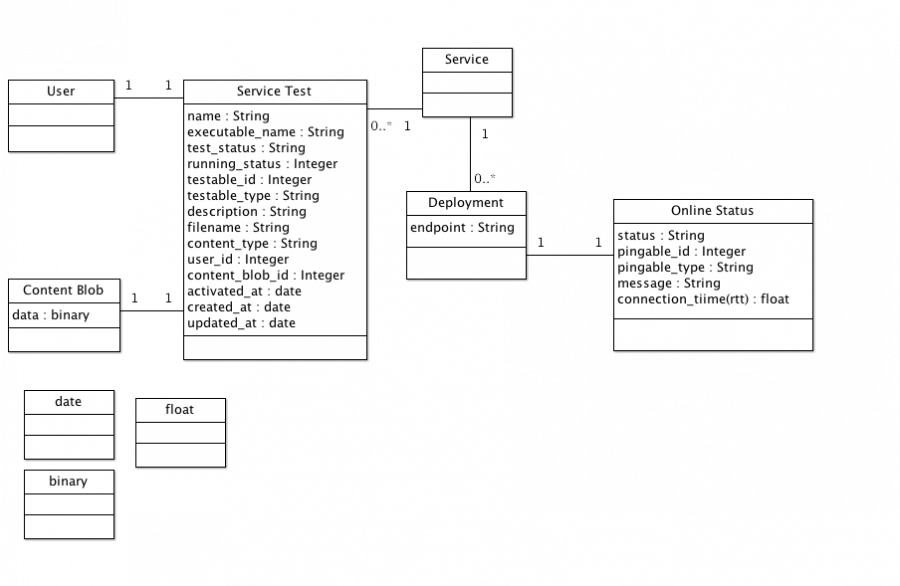 Service
User
1 1
Service Test
name : String
executable_name : String
test_status : String
running_status : Integer
testable_id : Integer
testable_type : String
description : String
filename : String
content_type : String
user_id : Integer
content_blob_id : Integer
activated_at : date
created_at : date
updated_at : date
0..* 1
1
0..*
Deployment
endpoint : String
1 1
Online Status
status : String
pingable_id : Integer
pingable_type : String
message : String
connection_tiime(rtt) : float
Content Blob
data : binary
1 1
date
float
binary